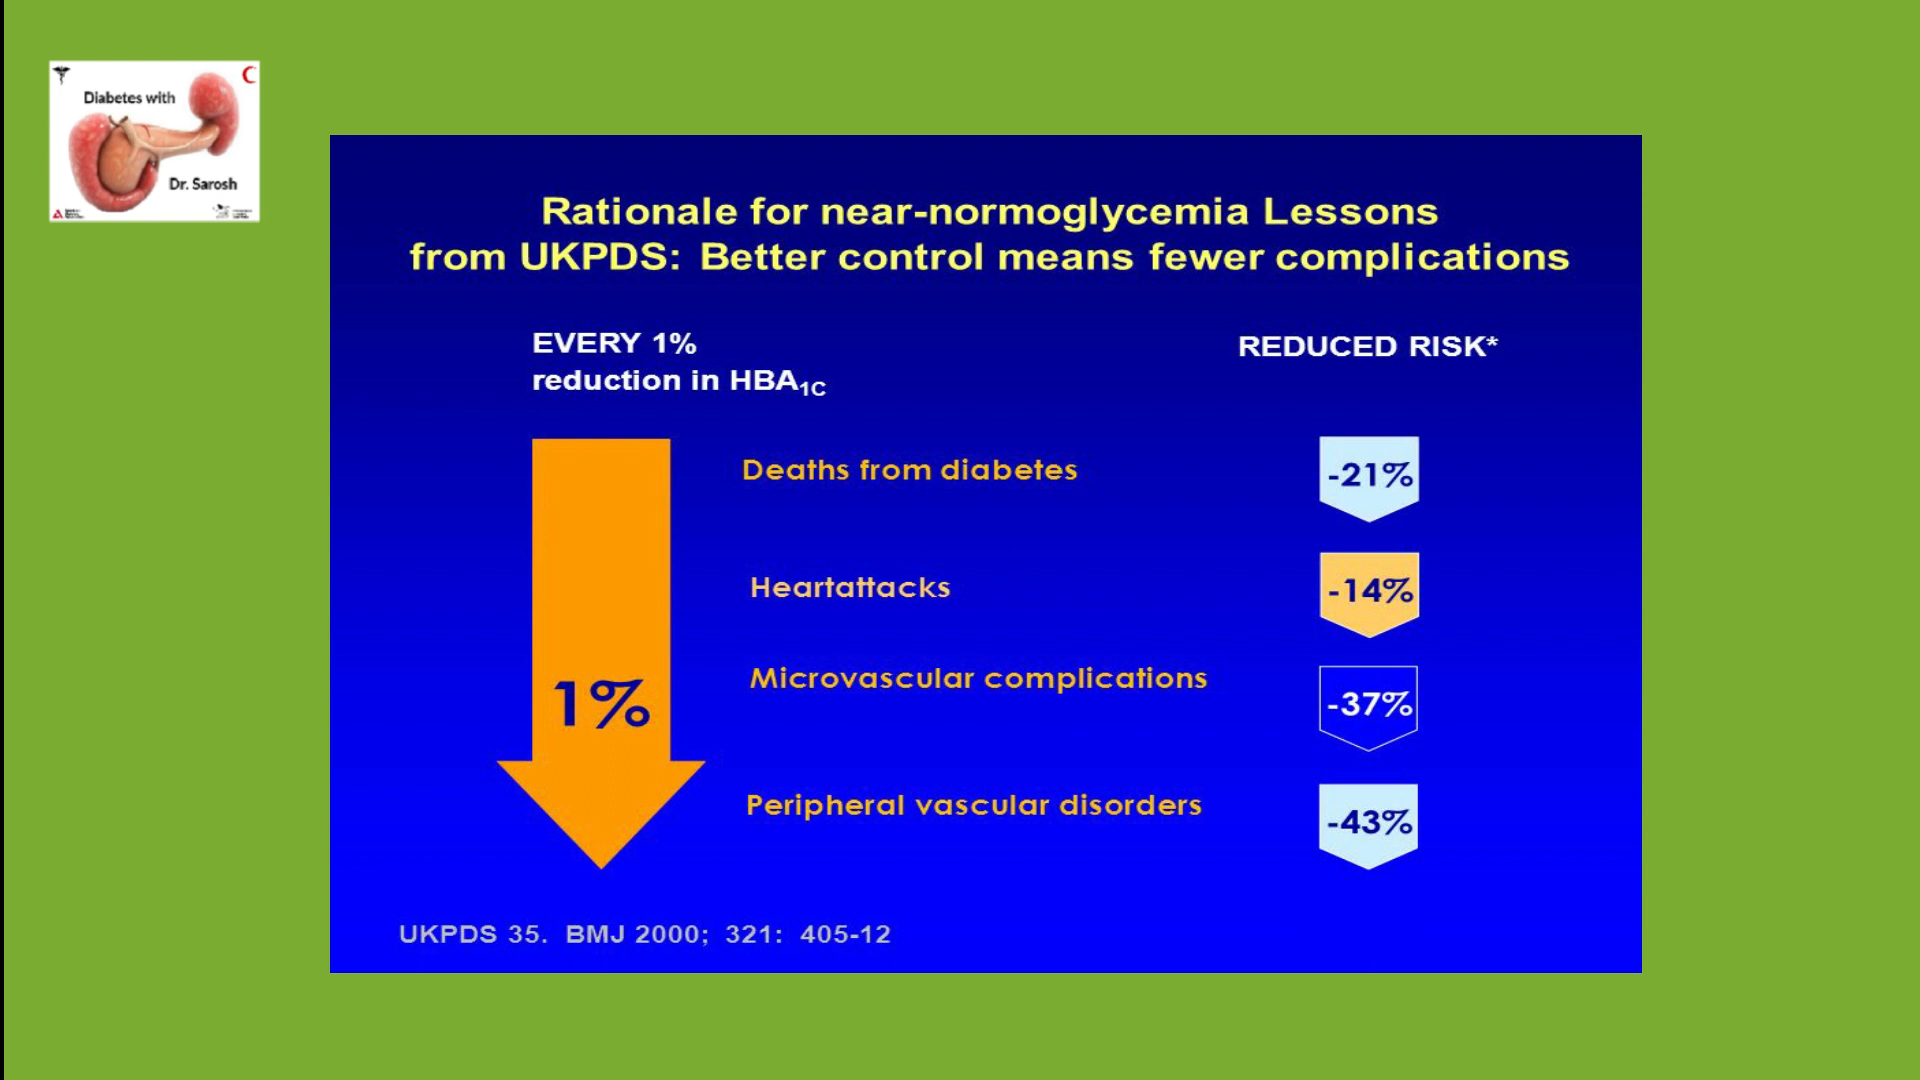 Diabetes with
Dr. Sarosh
Rationale for near-normoglycemia Lessons
from UKPDS: Better control means fewer complications
EVERY 1%
reduction in HBA1C
REDUCED RISK*
1%
Deaths from diabetes
-21%
Heartattacks
-14%
Microvascular complications
-37%
Peripheral vascular disorders
-43%
UKPDS 35. BMJ 2000; 321: 405-12